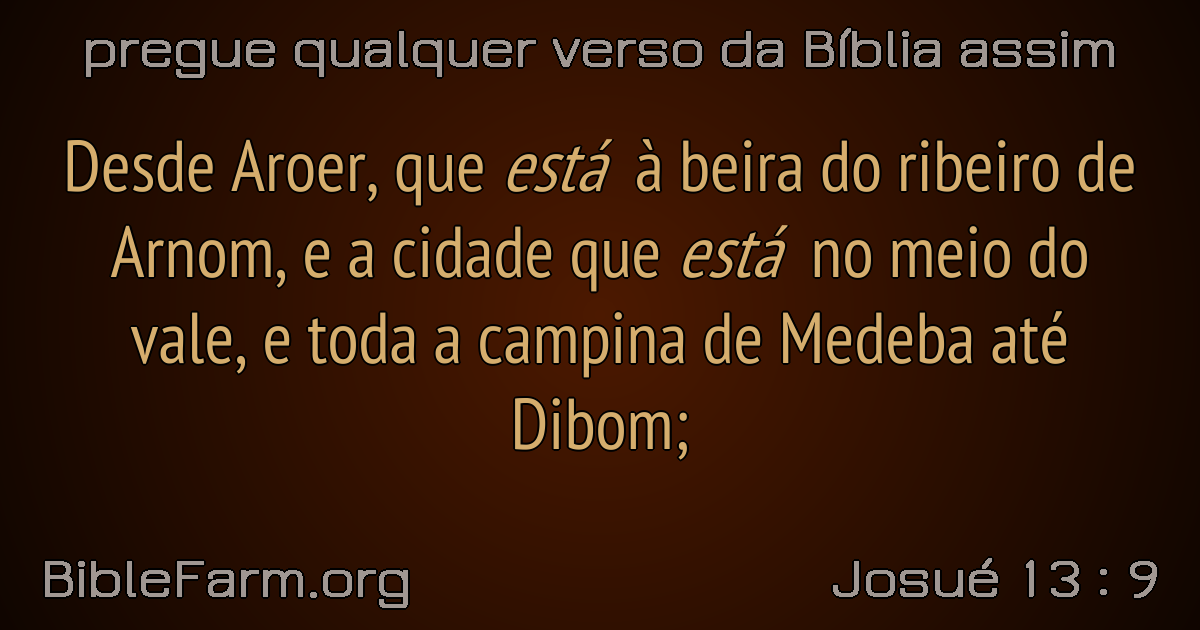 pregue qualquer verso da Bíblia assim
Desde Aroer, que está à beira do ribeiro de
Arnom, e a cidade que está no meio do
vale, e toda a campina de Medeba até
Dibom;
BibleFarm.org
Josué 13 : 9